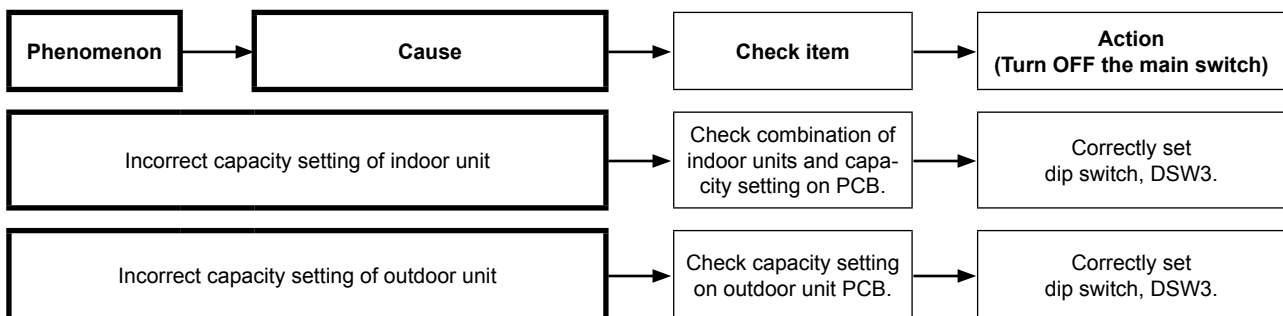 Phenomenon
Cause
Check item
Action
(Turn OFF the main switch)
Incorrect capacity setting of indoor unit
Check combination of
indoor units and capa-
city setting on PCB.
Correctly set
dip switch, DSW3.
Incorrect capacity setting of outdoor unit
Check capacity setting
on outdoor unit PCB.
Correctly set
dip switch, DSW3.